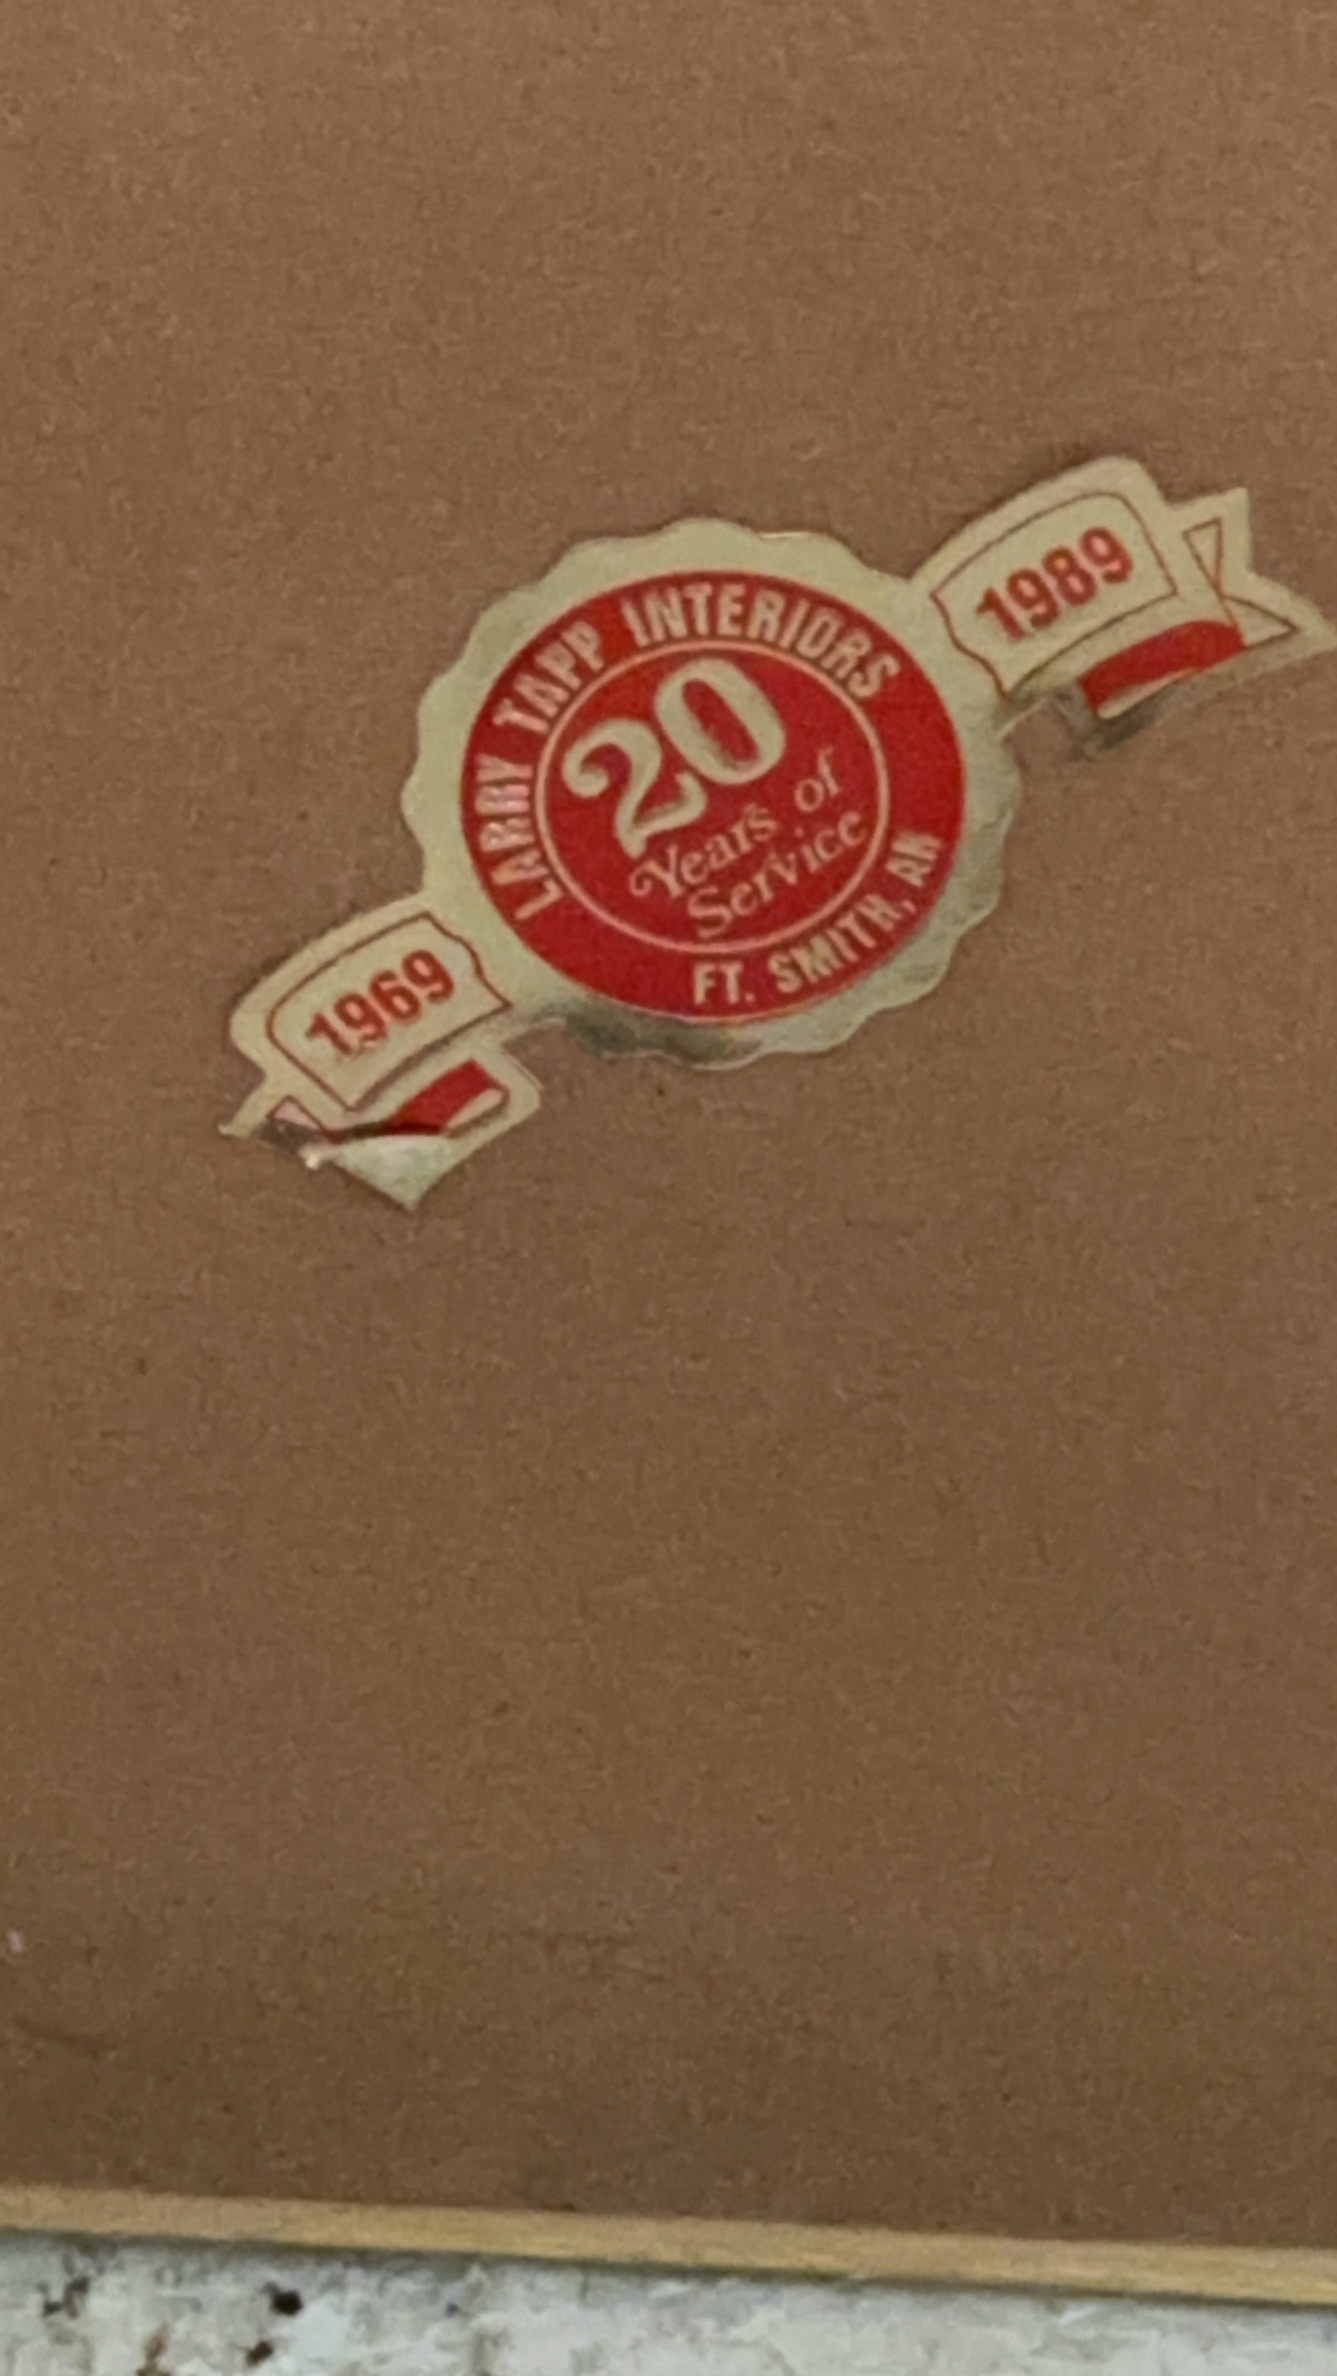 LARRY TAPP INTERIORS
20
Years of
Service
FT. SMITH, AR
1969
1989